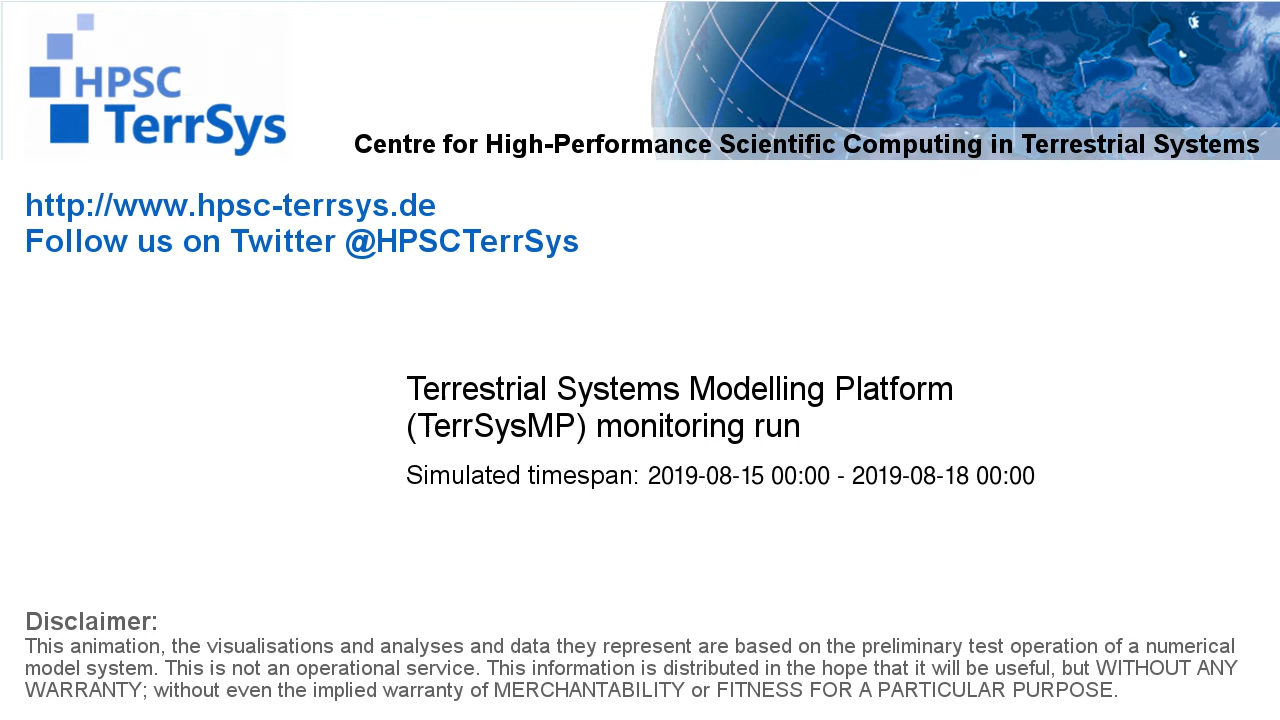 HPSC
TerrSys
Centre for High-Performance Scientific Computing in Terrestrial Systems
http://www.hpsc-terrsys.de
Follow us on Twitter @HPSCTerrSys
Terrestrial Systems Modelling Platform
(TerrSysMP) monitoring run
Simulated timespan: 2019-08-15 00:00 - 2019-08-18 00:00
Disclaimer:
This animation, the visualisations and analyses and data they represent are based on the preliminary test operation of a numerical
model system. This is not an operational service. This information is distributed in the hope that it will be useful, but WITHOUT ANY
WARRANTY; without even the implied warranty of MERCHANTABILITY or FITNESS FOR A PARTICULAR PURPOSE.